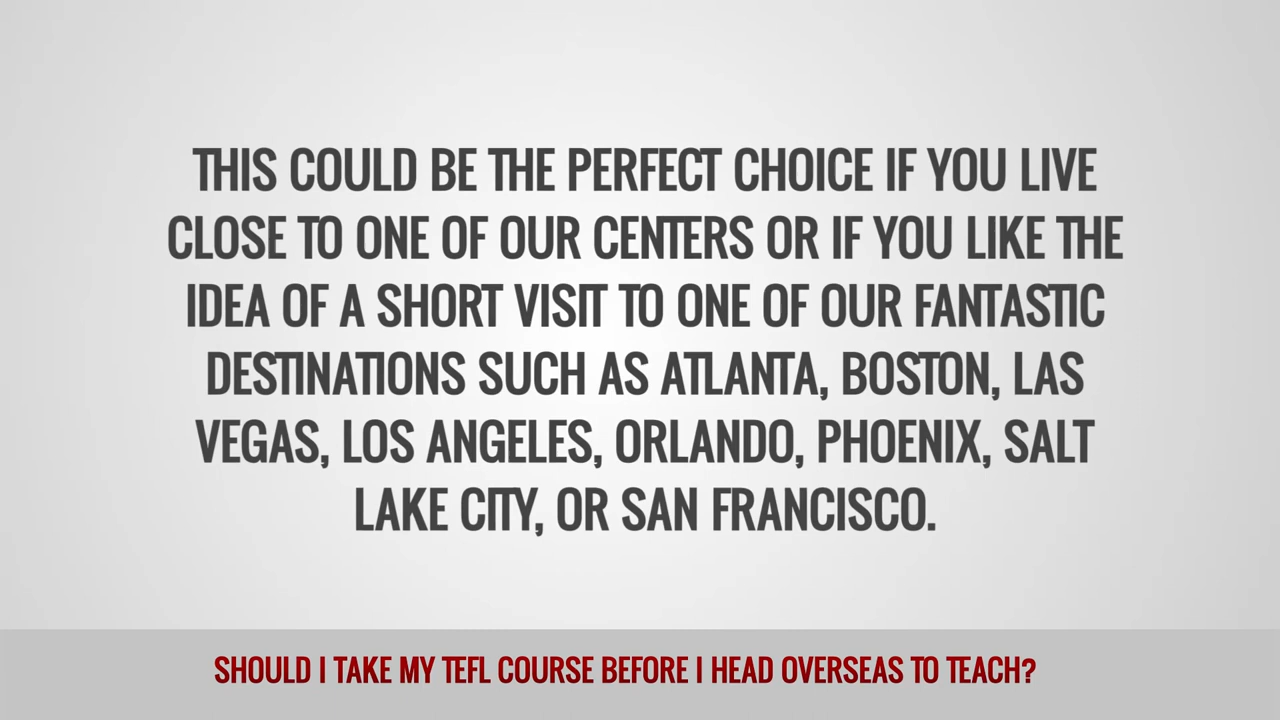 THIS COULD BE THE PERFECT CHOICE IF YOU LIVE
CLOSE TO ONE OF OUR CENTERS OR IF YOU LIKE THE
IDEA OF A SHORT VISIT TO ONE OF OUR FANTASTIC
DESTINATIONS SUCH AS ATLANTA, BOSTON, LAS
VEGAS, LOS ANGELES, ORLANDO, PHOENIX, SALT
LAKE CITY, OR SAN FRANCISCO.
SHOULD I TAKE MY TEFL COURSE BEFORE I HEAD OVERSEAS TO TEACH?